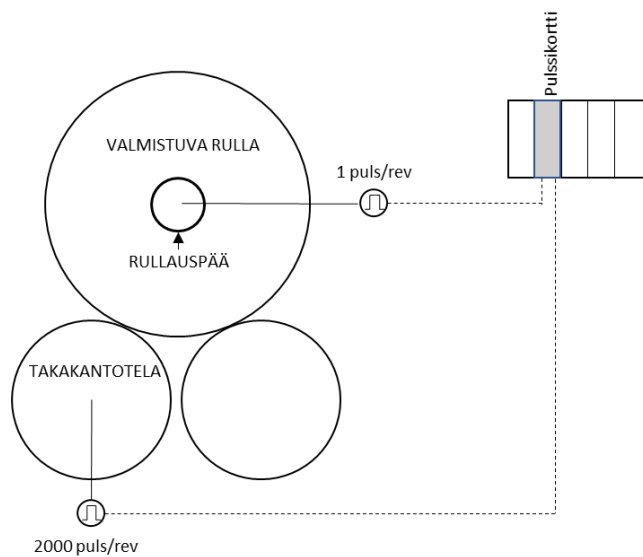 Pulssikortti
VALMISTUVA RULLA
1 puls/rev
RULLAUSPÄÄ
TAKAKANTOTELA
2000 puls/rev